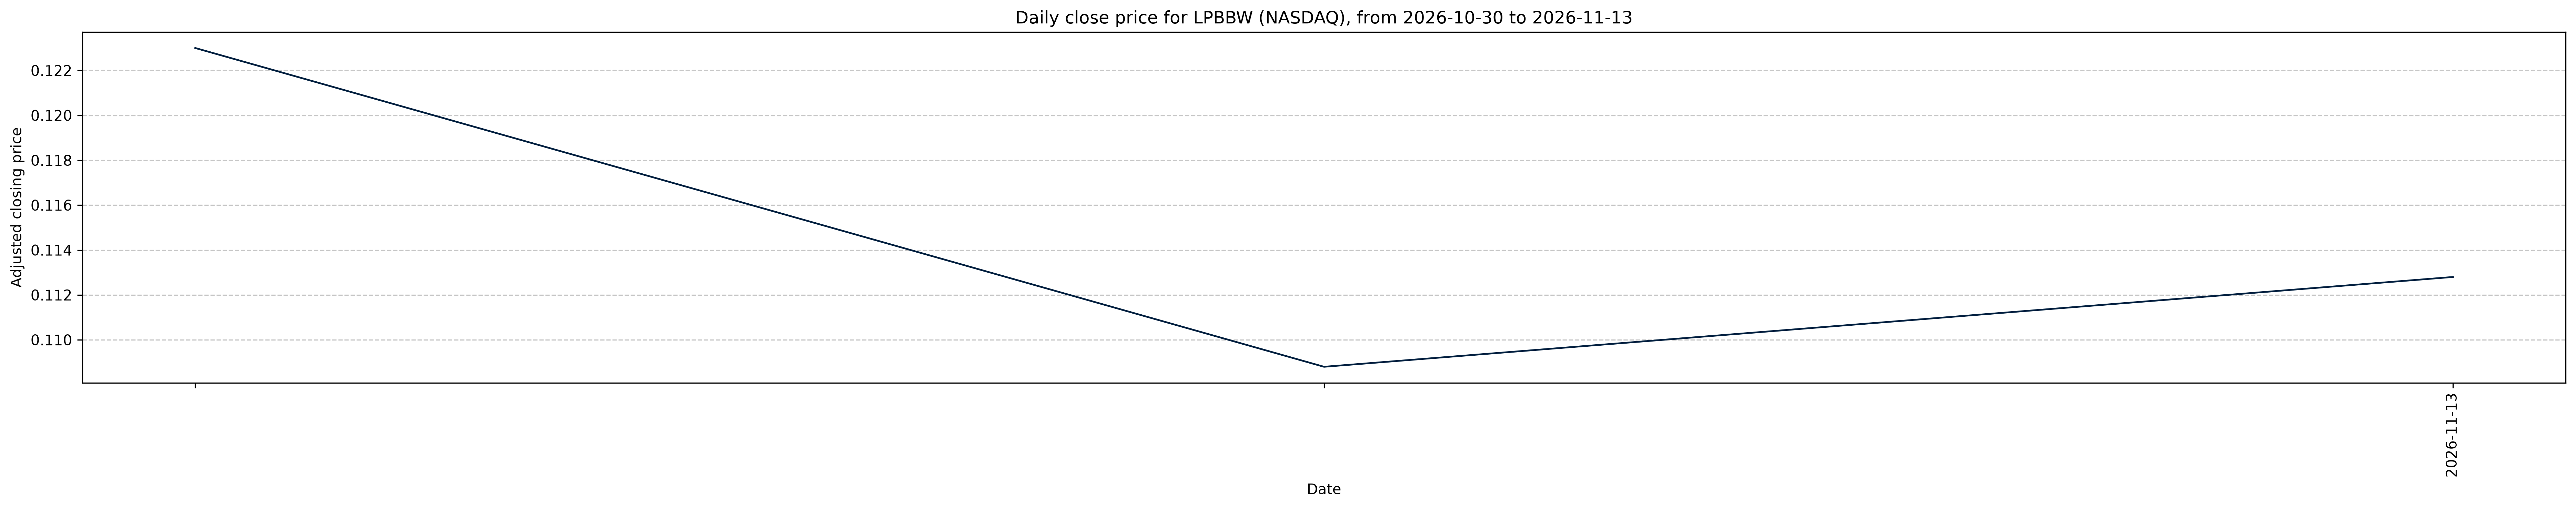 Daily close price for LPBBW (NASDAQ), from 2026-10-30 to 2026-11-13
Adjusted closing price
0.122
0.120
0.118
0.116
0.114
0.112
0.110
2026-11-13
Date